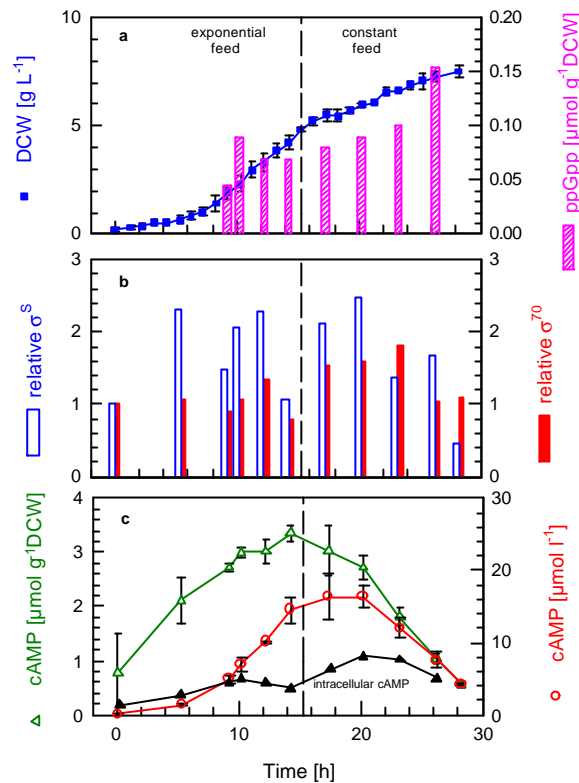 a
exponential feed
constant feed
DCW [g L⁻¹]
10
5
0
0.20
0.15
0.10
0.05
0.00
ppGpp [µmol g⁻¹DCW]
b
relative σ^S
3
2
1
0
3
2
1
0
relative σ^70
c
cAMP [µmol g⁻¹DCW]
4
3
2
1
0
30
20
10
0
cAMP [µmol l⁻¹]
intracellular cAMP
0
10
20
30
Time [h]